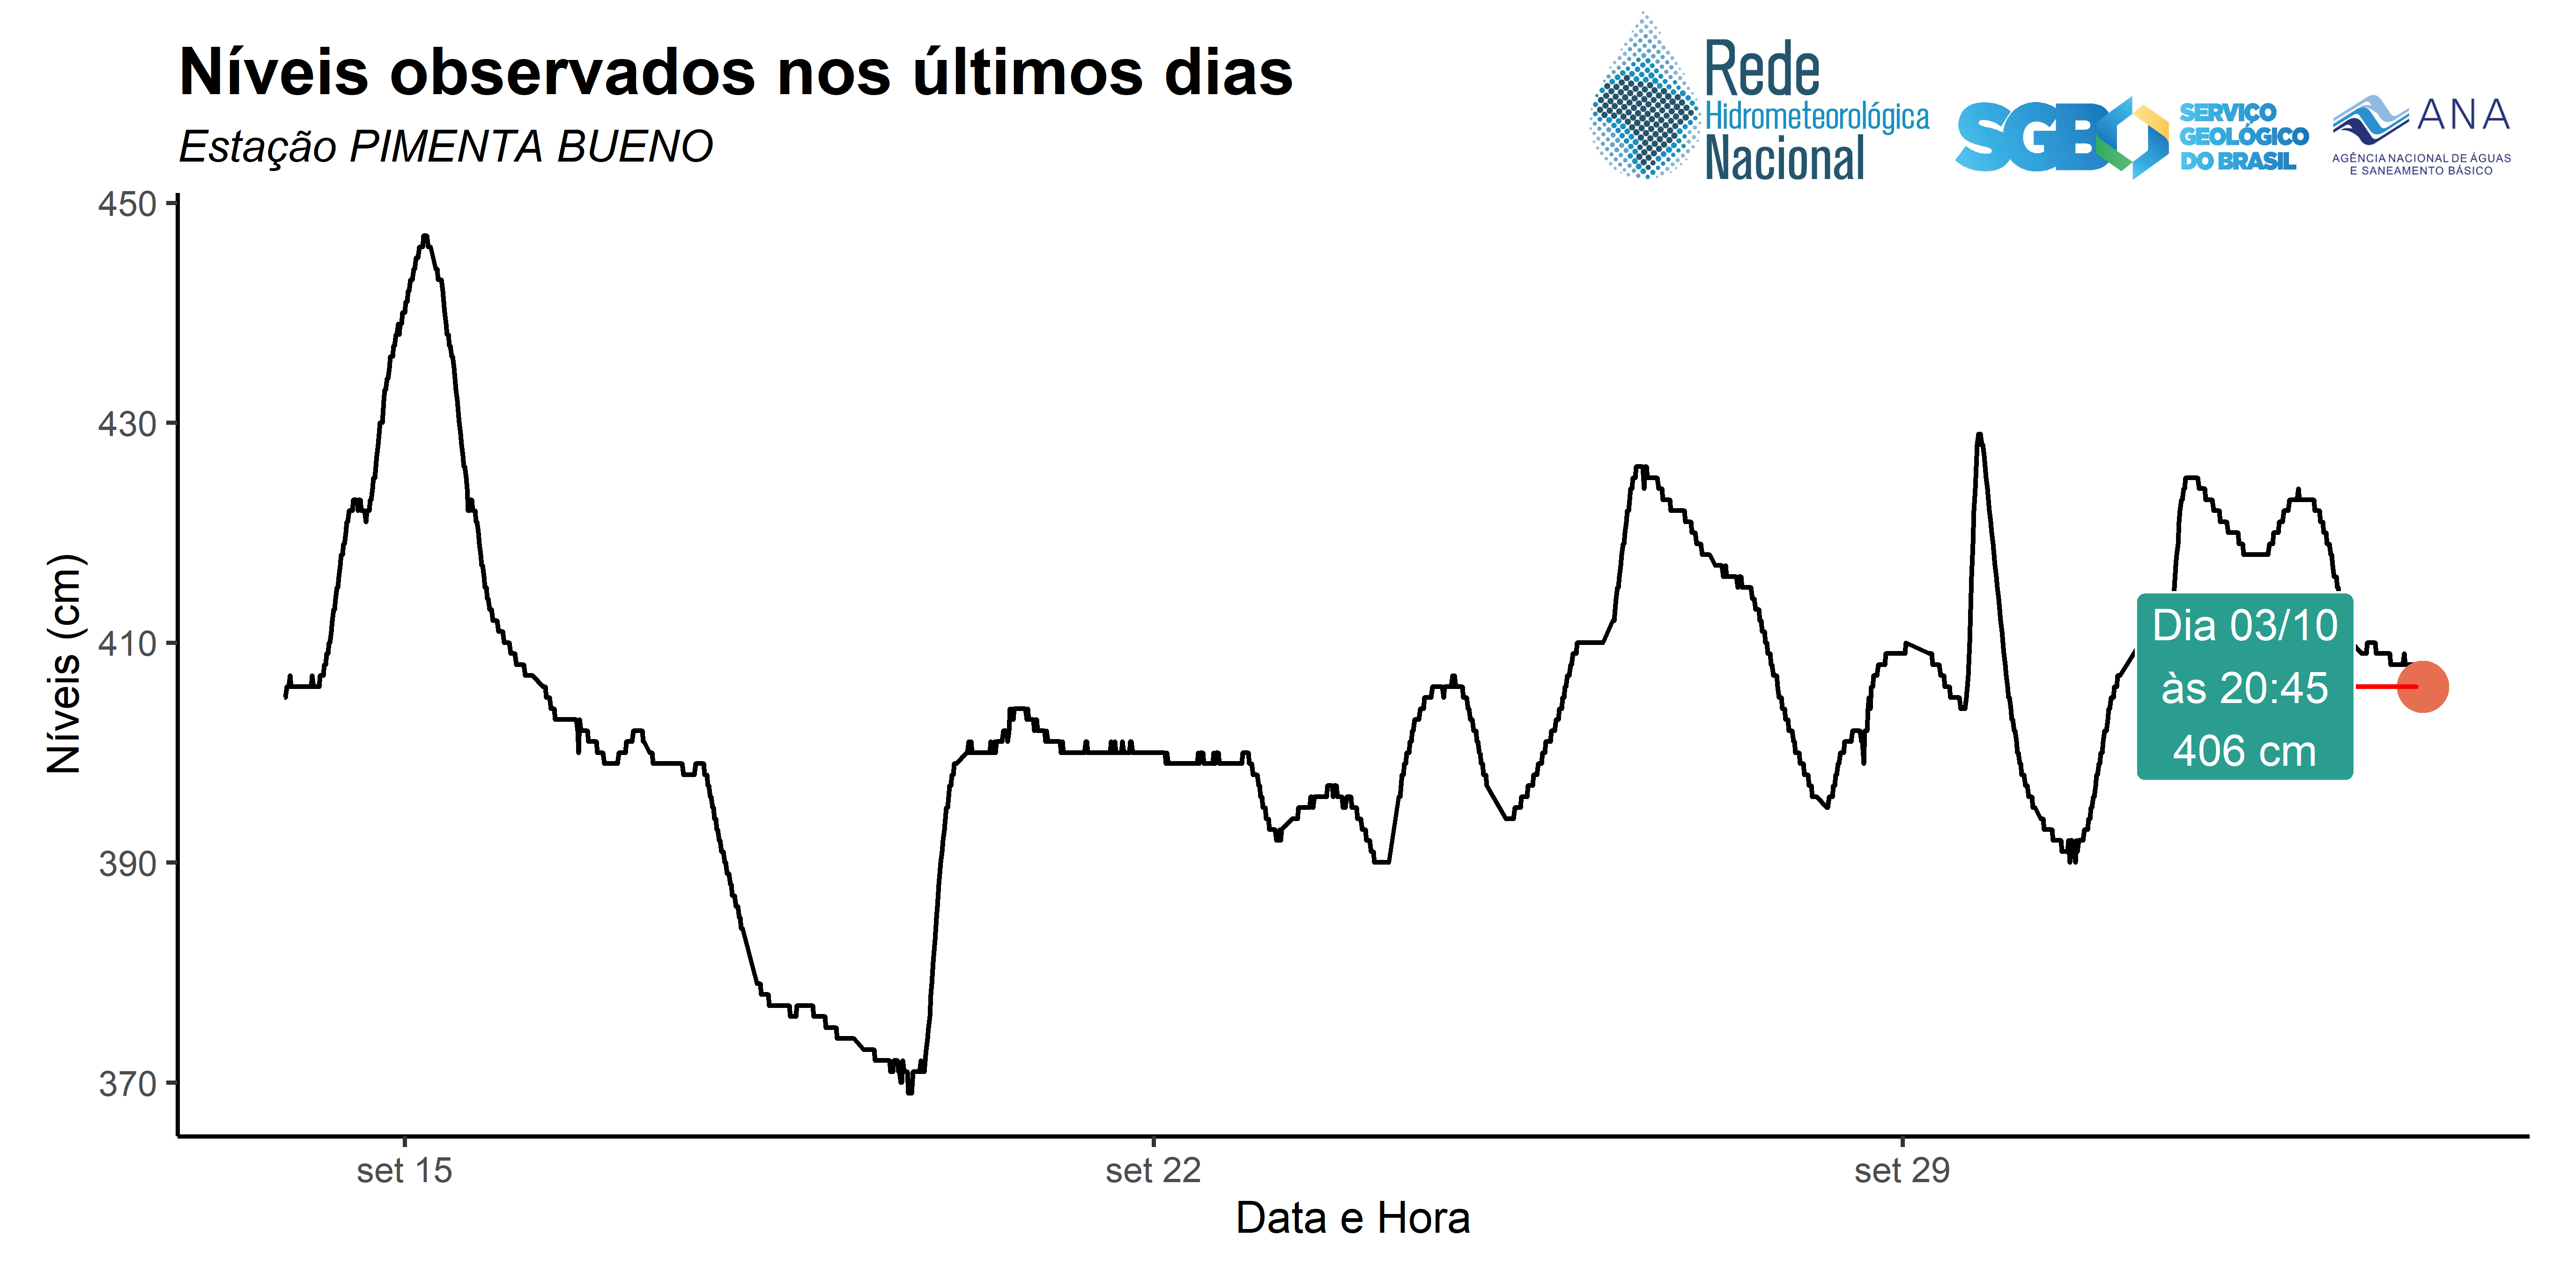 Níveis observados nos últimos dias
Estação PIMENTA BUENO
Rede
Hidrometeorológica
Nacional
SGB
SERVIÇO
GEOLÓGICO
DO BRASIL
ANA
AGÊNCIA NACIONAL DE ÁGUAS
E SANEAMENTO BÁSICO
Níveis (cm)
450
430
410
390
370
Dia 03/10
às 20:45
406 cm
set 15
set 22
set 29
Data e Hora